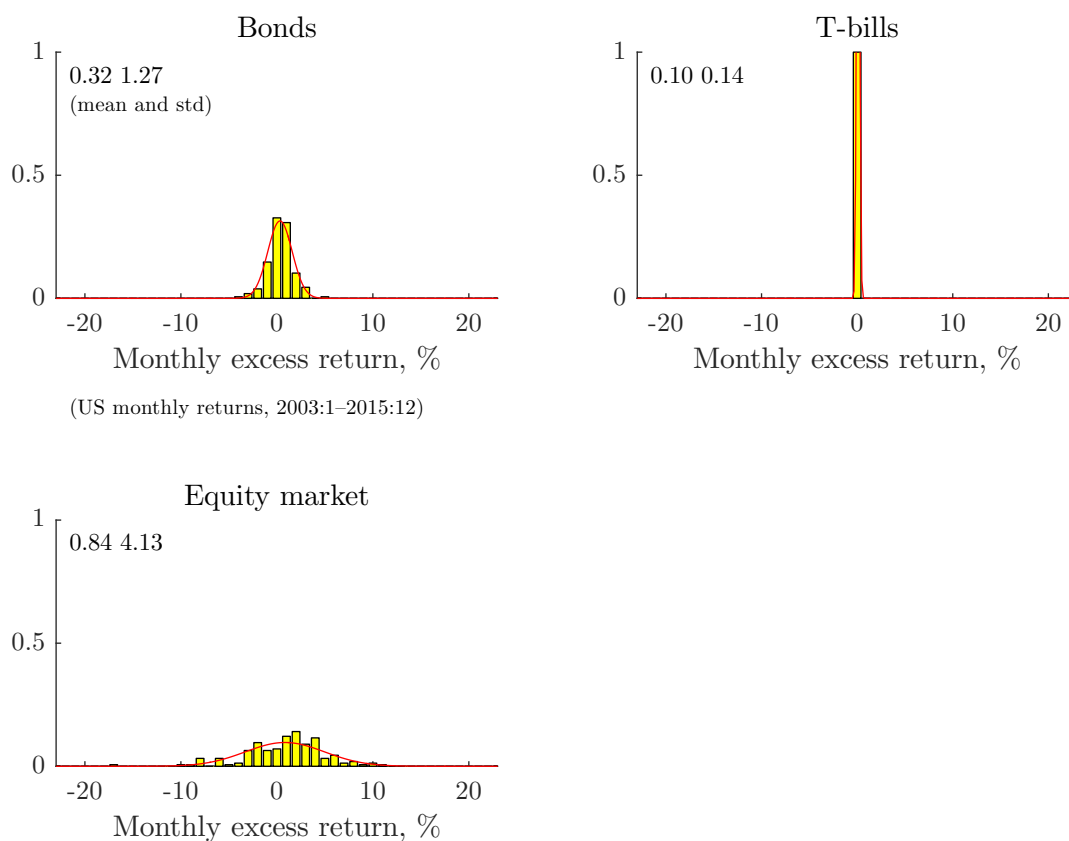 Bonds
1
0.32 1.27
(mean and std)
0.5
0
-20 -10 0 10 20
Monthly excess return, %
(US monthly returns, 2003:1–2015:12)
T-bills
1
0.10 0.14
0.5
0
-20 -10 0 10 20
Monthly excess return, %
Equity market
1
0.84 4.13
0.5
0
-20 -10 0 10 20
Monthly excess return, %